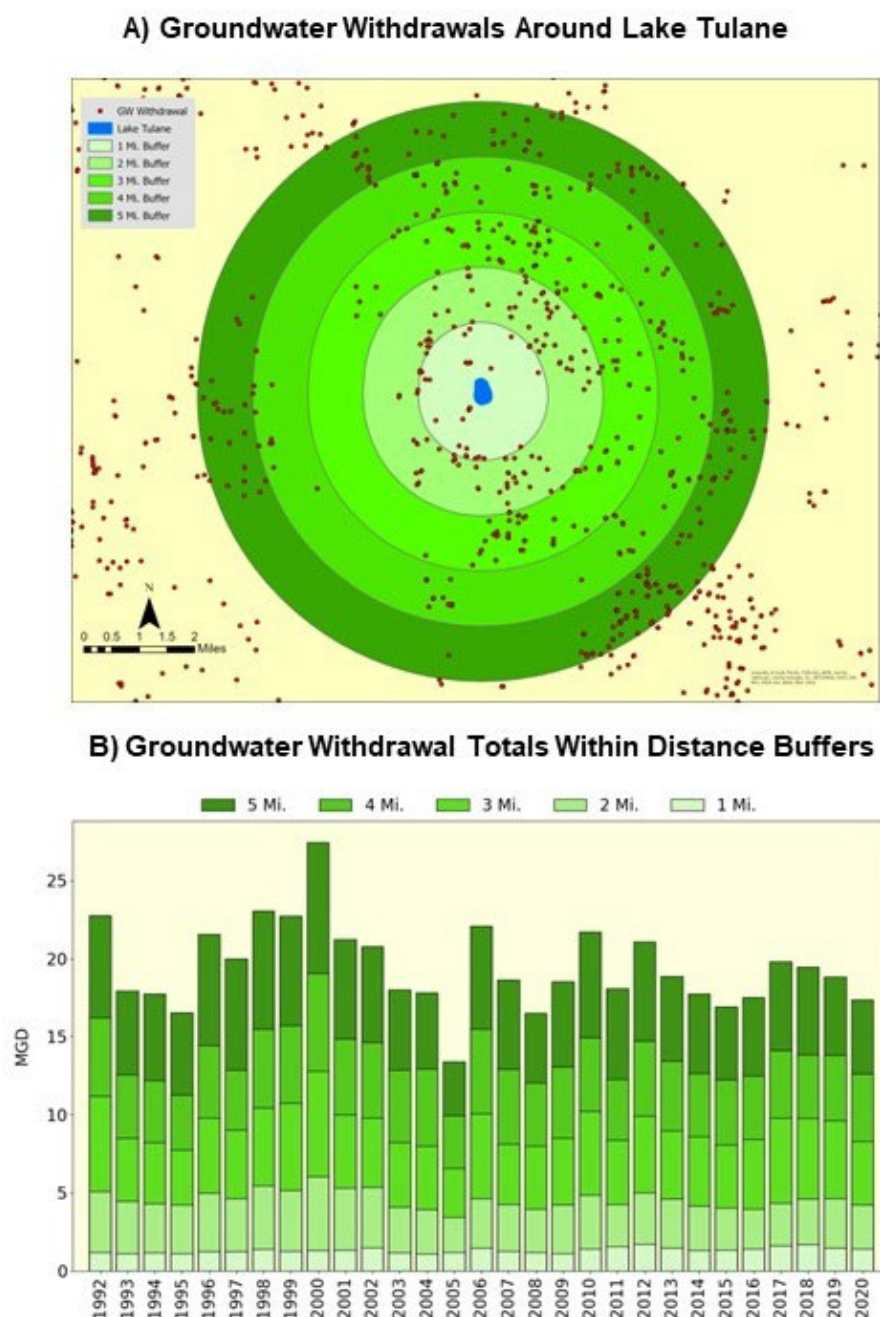 A) Groundwater Withdrawals Around Lake Tulane
GW Withdrawal
Lake Tulane
1 Mi. Buffer
2 Mi. Buffer
3 Mi. Buffer
4 Mi. Buffer
5 Mi. Buffer
N
0 0.5 1 1.5 2
Miles
B) Groundwater Withdrawal Totals Within Distance Buffers
5 Mi. 4 Mi. 3 Mi. 2 Mi. 1 Mi.
25
20
15
10
5
0
MGD
1992 1993 1994 1995 1996 1997 1998 1999 2000 2001 2002 2003 2004 2005 2006 2007 2008 2009 2010 2011 2012 2013 2014 2015 2016 2017 2018 2019 2020